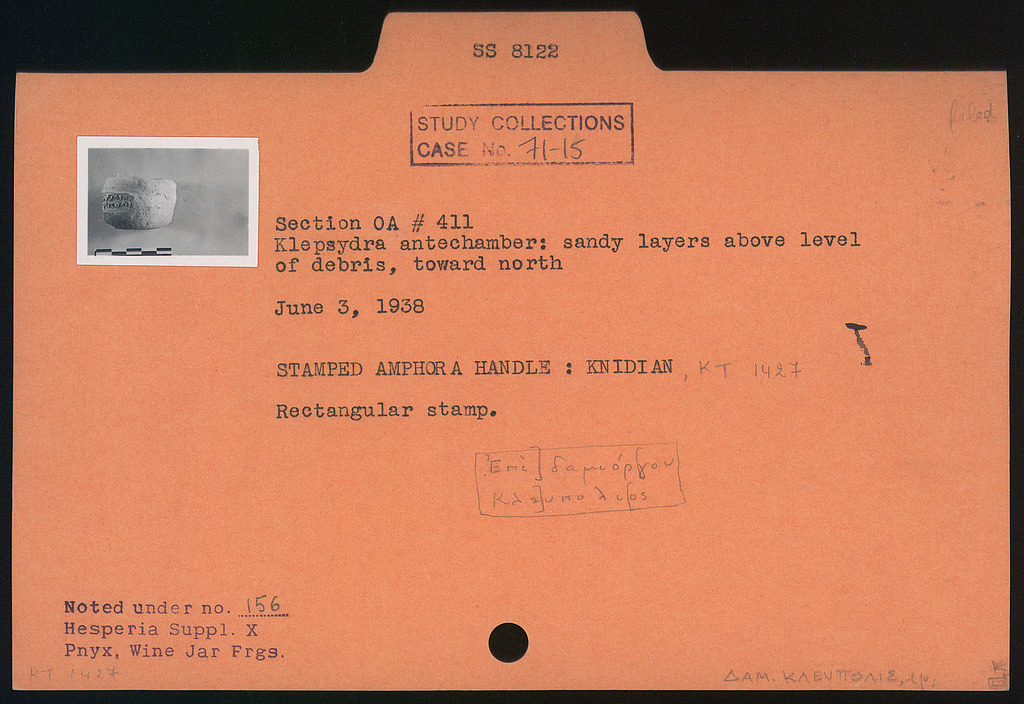 SS 8122
filed
STUDY COLLECTIONS
CASE No. 71-15
Section OA # 411
Klepsydra antechamber: sandy layers above level
of debris, toward north
June 3, 1938
STAMPED AMPHORA HANDLE : KNIDIAN, KT 1427
Rectangular stamp.
Ἐπὶ] δαμιόργου
Κλε]υπόλιος
Noted under no. 156
Hesperia Suppl. X
Pnyx, Wine Jar Frgs.
KT 1427
ΔΑΜ. ΚΛΕΥΠΟΛΙΣ,